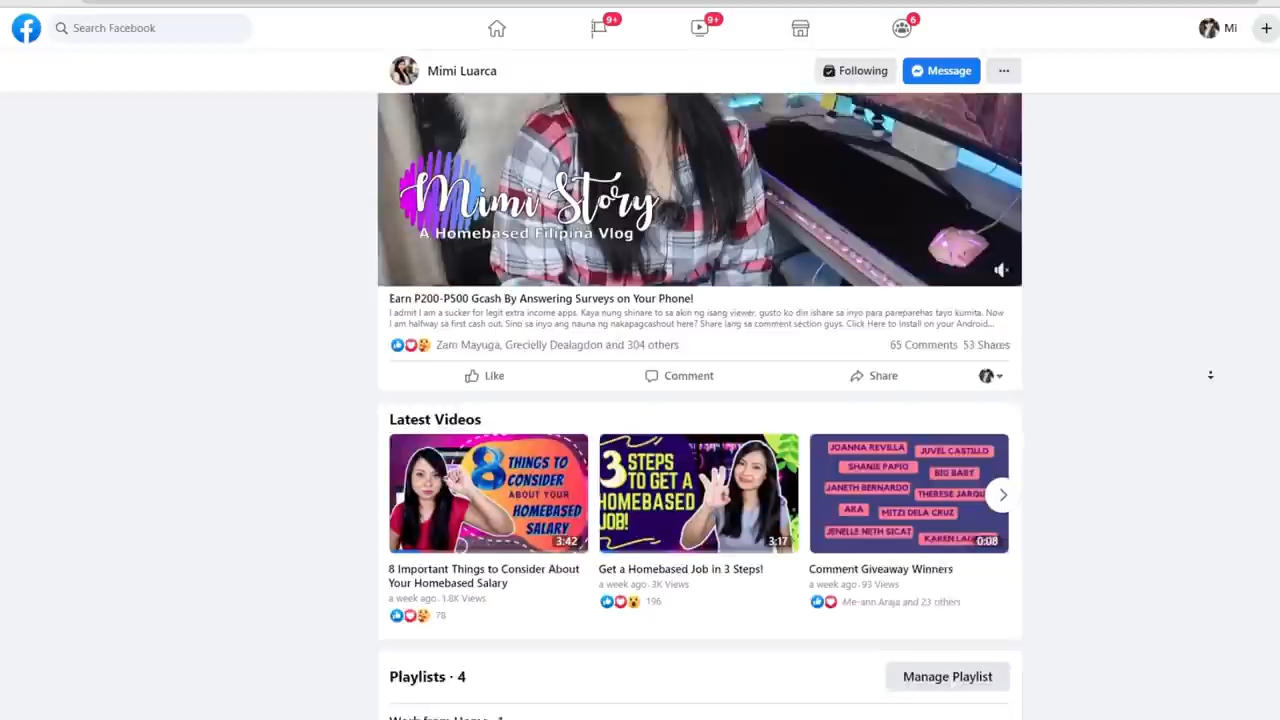 Search Facebook
9+
9+
6
Mi
Mimi Luarca
Following
Message
Mimi Story
A Homebased Filipina Vlog
Earn P200-P500 Gcash By Answering Surveys on Your Phone!
I admit I am a sucker for legit extra income apps. Kaya nung shinare to sa akin ng isang viewer, gusto ko din ishare sa inyo para pareparehas tayo kumita. Now
I am halfway sa first cash out. Sino sa inyo ang nauna ng nakapagcashout here? Share lang sa comment section guys. Click Here to Install on your Android...
Zam Mayuga, Grecielly Dealagdon and 304 others
65 Comments 53 Shares
Like
Comment
Share
Latest Videos
8 THINGS TO
CONSIDER
ABOUT YOUR
HOMEBASED
SALARY
3:42
3 STEPS
TO GET A
HOMEBASED
JOB!
3:17
JOANNA REVILLA
JUVEL CASTILLO
SHANIE PAPIO
BIG BABY
JANETH BERNARDO
THERESE JARQU
AKA
MITZI DELA CRUZ
JENELLE NETH SICAT
KAREN
0:08
8 Important Things to Consider About
Your Homebased Salary
a week ago · 1.8K Views
78
Get a Homebased Job in 3 Steps!
a week ago · 3K Views
196
Comment Giveaway Winners
a week ago · 93 Views
Me-ann Araja and 23 others
Playlists · 4
Manage Playlist
Work from Home · 1